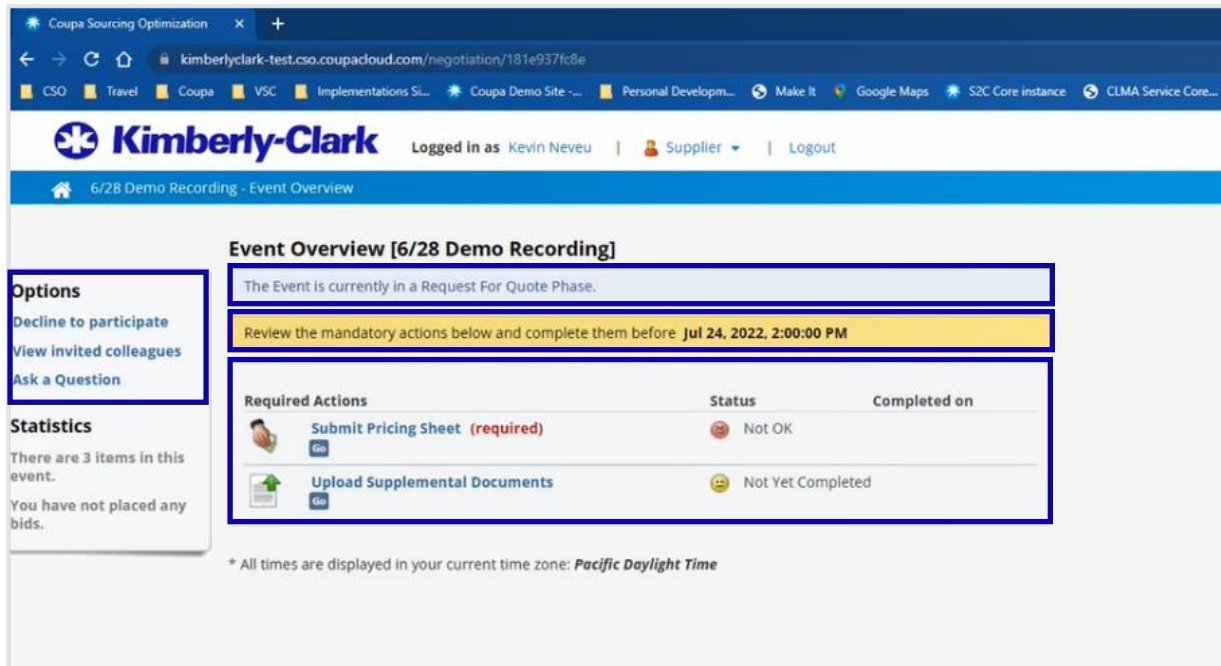 Coupa Sourcing Optimization
kimberlyclark-test.cso.coupacloud.com/negotiation/181e937fc8e
CSO Travel Coupa VSC Implementations Si... Coupa Demo Site -... Personal Developm... Make It Google Maps S2C Core instance CLMA Service Core...
Kimberly-Clark Logged in as Kevin Neveu | Supplier | Logout
6/28 Demo Recording - Event Overview
Event Overview [6/28 Demo Recording]
The Event is currently in a Request For Quote Phase.
Review the mandatory actions below and complete them before Jul 24, 2022, 2:00:00 PM
Options
Decline to participate
View invited colleagues
Ask a Question
Statistics
There are 3 items in this
event.
You have not placed any
bids.
Required Actions Status Completed on
Submit Pricing Sheet (required) Not OK
Go
Upload Supplemental Documents Not Yet Completed
Go
* All times are displayed in your current time zone: Pacific Daylight Time